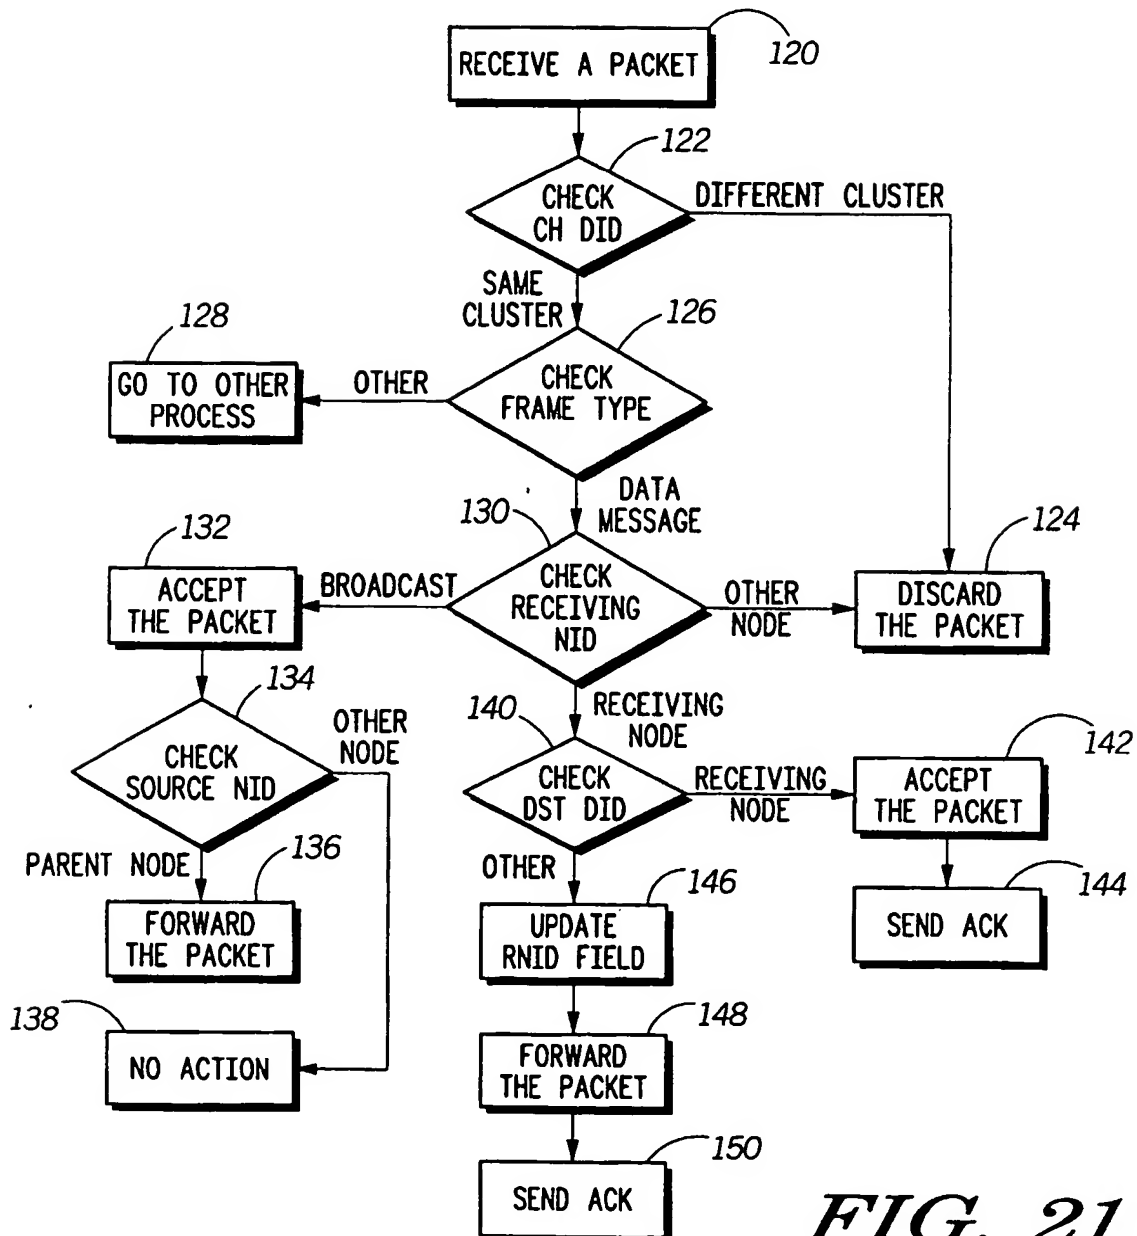 RECEIVE A PACKET
120
122
CHECK
CH DID
DIFFERENT CLUSTER
SAME
CLUSTER
126
128
CHECK
FRAME TYPE
OTHER
GO TO OTHER
PROCESS
DATA
MESSAGE
130
132
124
CHECK
RECEIVING
NID
BROADCAST
ACCEPT
THE PACKET
OTHER
NODE
DISCARD
THE PACKET
134
OTHER
NODE
CHECK
SOURCE NID
140
RECEIVING
NODE
142
CHECK
DST DID
RECEIVING
NODE
ACCEPT
THE PACKET
PARENT NODE
136
OTHER
146
144
FORWARD
THE PACKET
UPDATE
RNID FIELD
SEND ACK
138
148
NO ACTION
FORWARD
THE PACKET
150
SEND ACK
FIG. 21